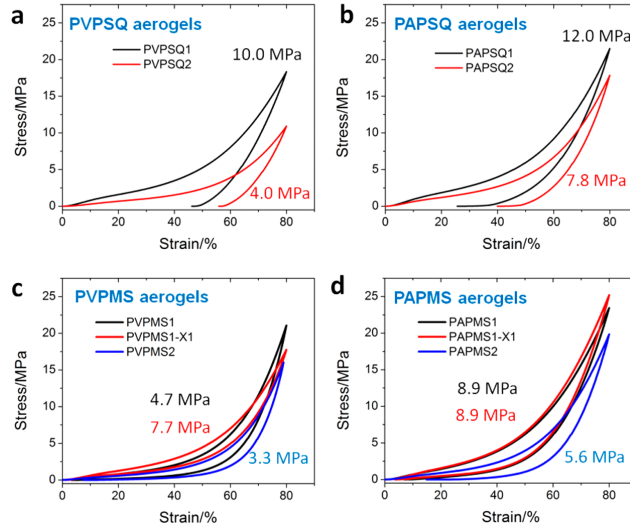 a
PVPSQ aerogels
PVPSQ1
PVPSQ2
10.0 MPa
4.0 MPa
Stress/MPa
25
20
15
10
5
0
0 20 40 60 80
Strain/%
b
PAPSQ aerogels
PAPSQ1
PAPSQ2
12.0 MPa
7.8 MPa
Stress/MPa
25
20
15
10
5
0
0 20 40 60 80
Strain/%
c
PVPMS aerogels
PVPMS1
PVPMS1-X1
PVPMS2
4.7 MPa
7.7 MPa
3.3 MPa
Stress/MPa
25
20
15
10
5
0
0 20 40 60 80
Strain/%
d
PAPMS aerogels
PAPMS1
PAPMS1-X1
PAPMS2
8.9 MPa
8.9 MPa
5.6 MPa
Stress/MPa
25
20
15
10
5
0
0 20 40 60 80
Strain/%